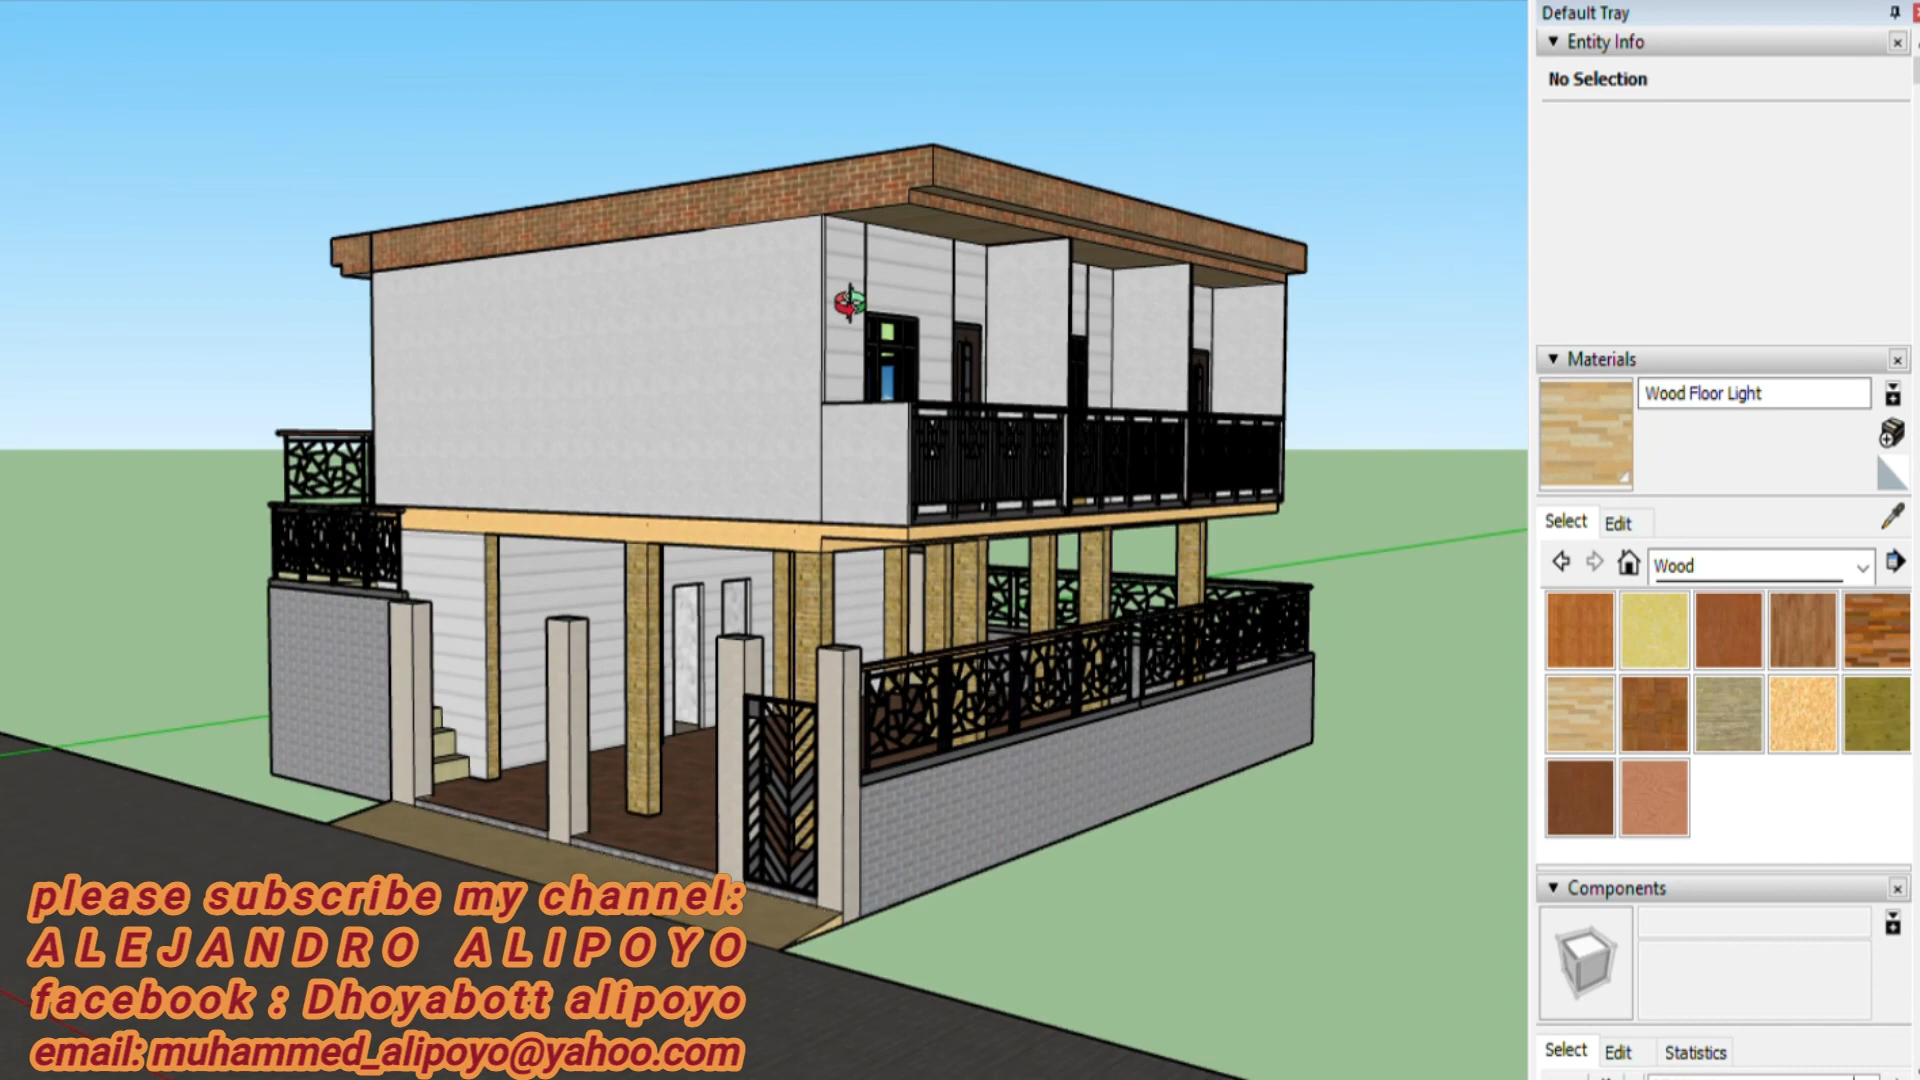 Default Tray
Entity Info
No Selection
Materials
Wood Floor Light
Select Edit
Wood
Components
Select Edit Statistics
please subscribe my channel:
ALEJANDRO ALIPOYO
facebook : Dhoyabott alipoyo
email: muhammed_alipoyo@yahoo.com